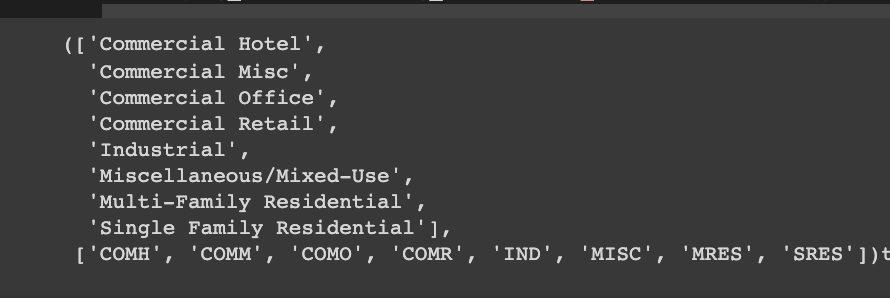 (['Commercial Hotel',
'Commercial Misc',
'Commercial Office',
'Commercial Retail',
'Industrial',
'Miscellaneous/Mixed-Use',
'Multi-Family Residential',
'Single Family Residential'],
['COMH', 'COMM', 'COMO', 'COMR', 'IND', 'MISC', 'MRES', 'SRES'])t